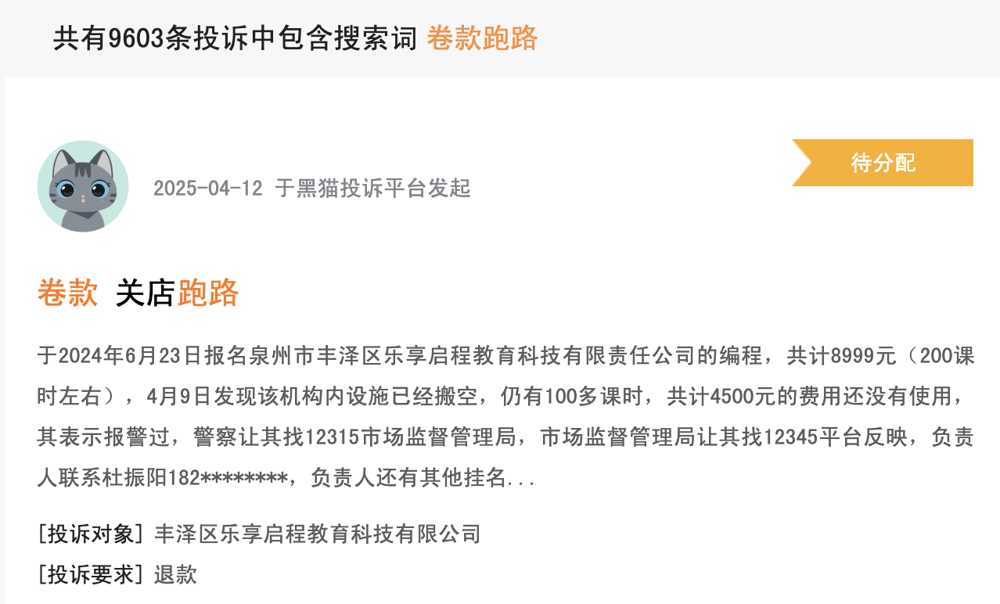 共有9603条投诉中包含搜索词 卷款跑路
2025-04-12 于黑猫投诉平台发起
待分配
卷款 关店跑路
于2024年6月23日报名泉州市丰泽区乐享启程教育科技有限责任公司的编程，共计8999元（200课
时左右），4月9日发现该机构内设施已经搬空，仍有100多课时，共计4500元的费用还没有使用，
其表示报警过，警察让其找12315市场监督管理局，市场监督管理局让其找12345平台反映，负责
人联系杜振阳182********，负责人还有其他挂名...
[投诉对象] 丰泽区乐享启程教育科技有限公司
[投诉要求] 退款